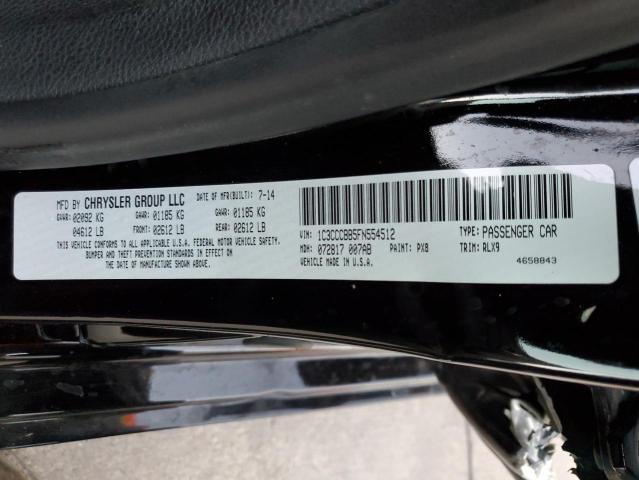 MFD BY CHRYSLER GROUP LLC DATE OF MFR(BUILT): 7-14
GVWR: 02092 KG GAWR: 01185 KG GAWR: 01185 KG
04612 LB FRONT: 02612 LB REAR: 02612 LB
THIS VEHICLE CONFORMS TO ALL APPLICABLE U.S.A. FEDERAL MOTOR VEHICLE SAFETY,
BUMPER AND THEFT PREVENTION STANDARDS IN EFFECT ON
THE DATE OF MANUFACTURE SHOWN ABOVE.
VIN: 1C3CCCBB5FN554512 TYPE: PASSENGER CAR
MDH: 072817 007AB PAINT: PX8 TRIM: RLX9
VEHICLE MADE IN U.S.A. 4658843